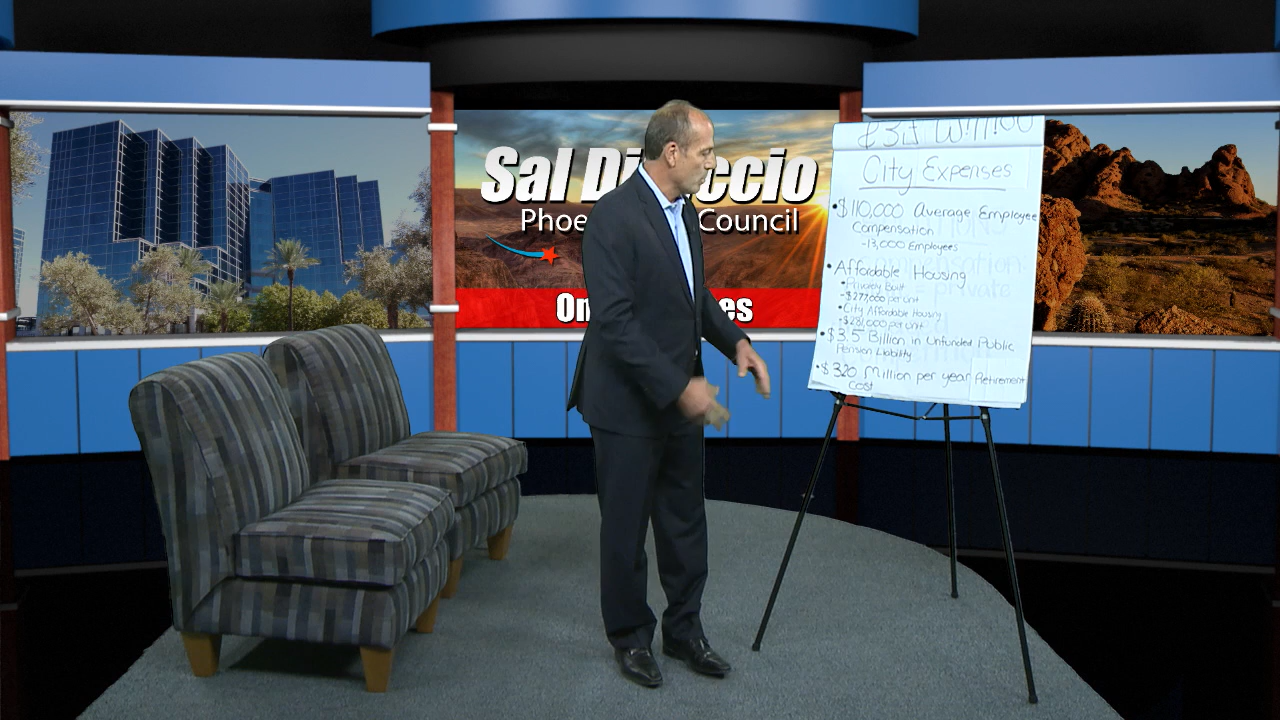 Sal Di ccio
Phoe Council
On es
City Expenses
•$110,000 Average Employee
Compensation
-13,000 Employees
•Affordable Housing
•Privately Built
-$277,000 per unit
•City Affordable Housing
-$281,000 per unit
•$3.5 Billion in Unfunded Public
Pension Liability
•$320 Million per year Retirement
Cost